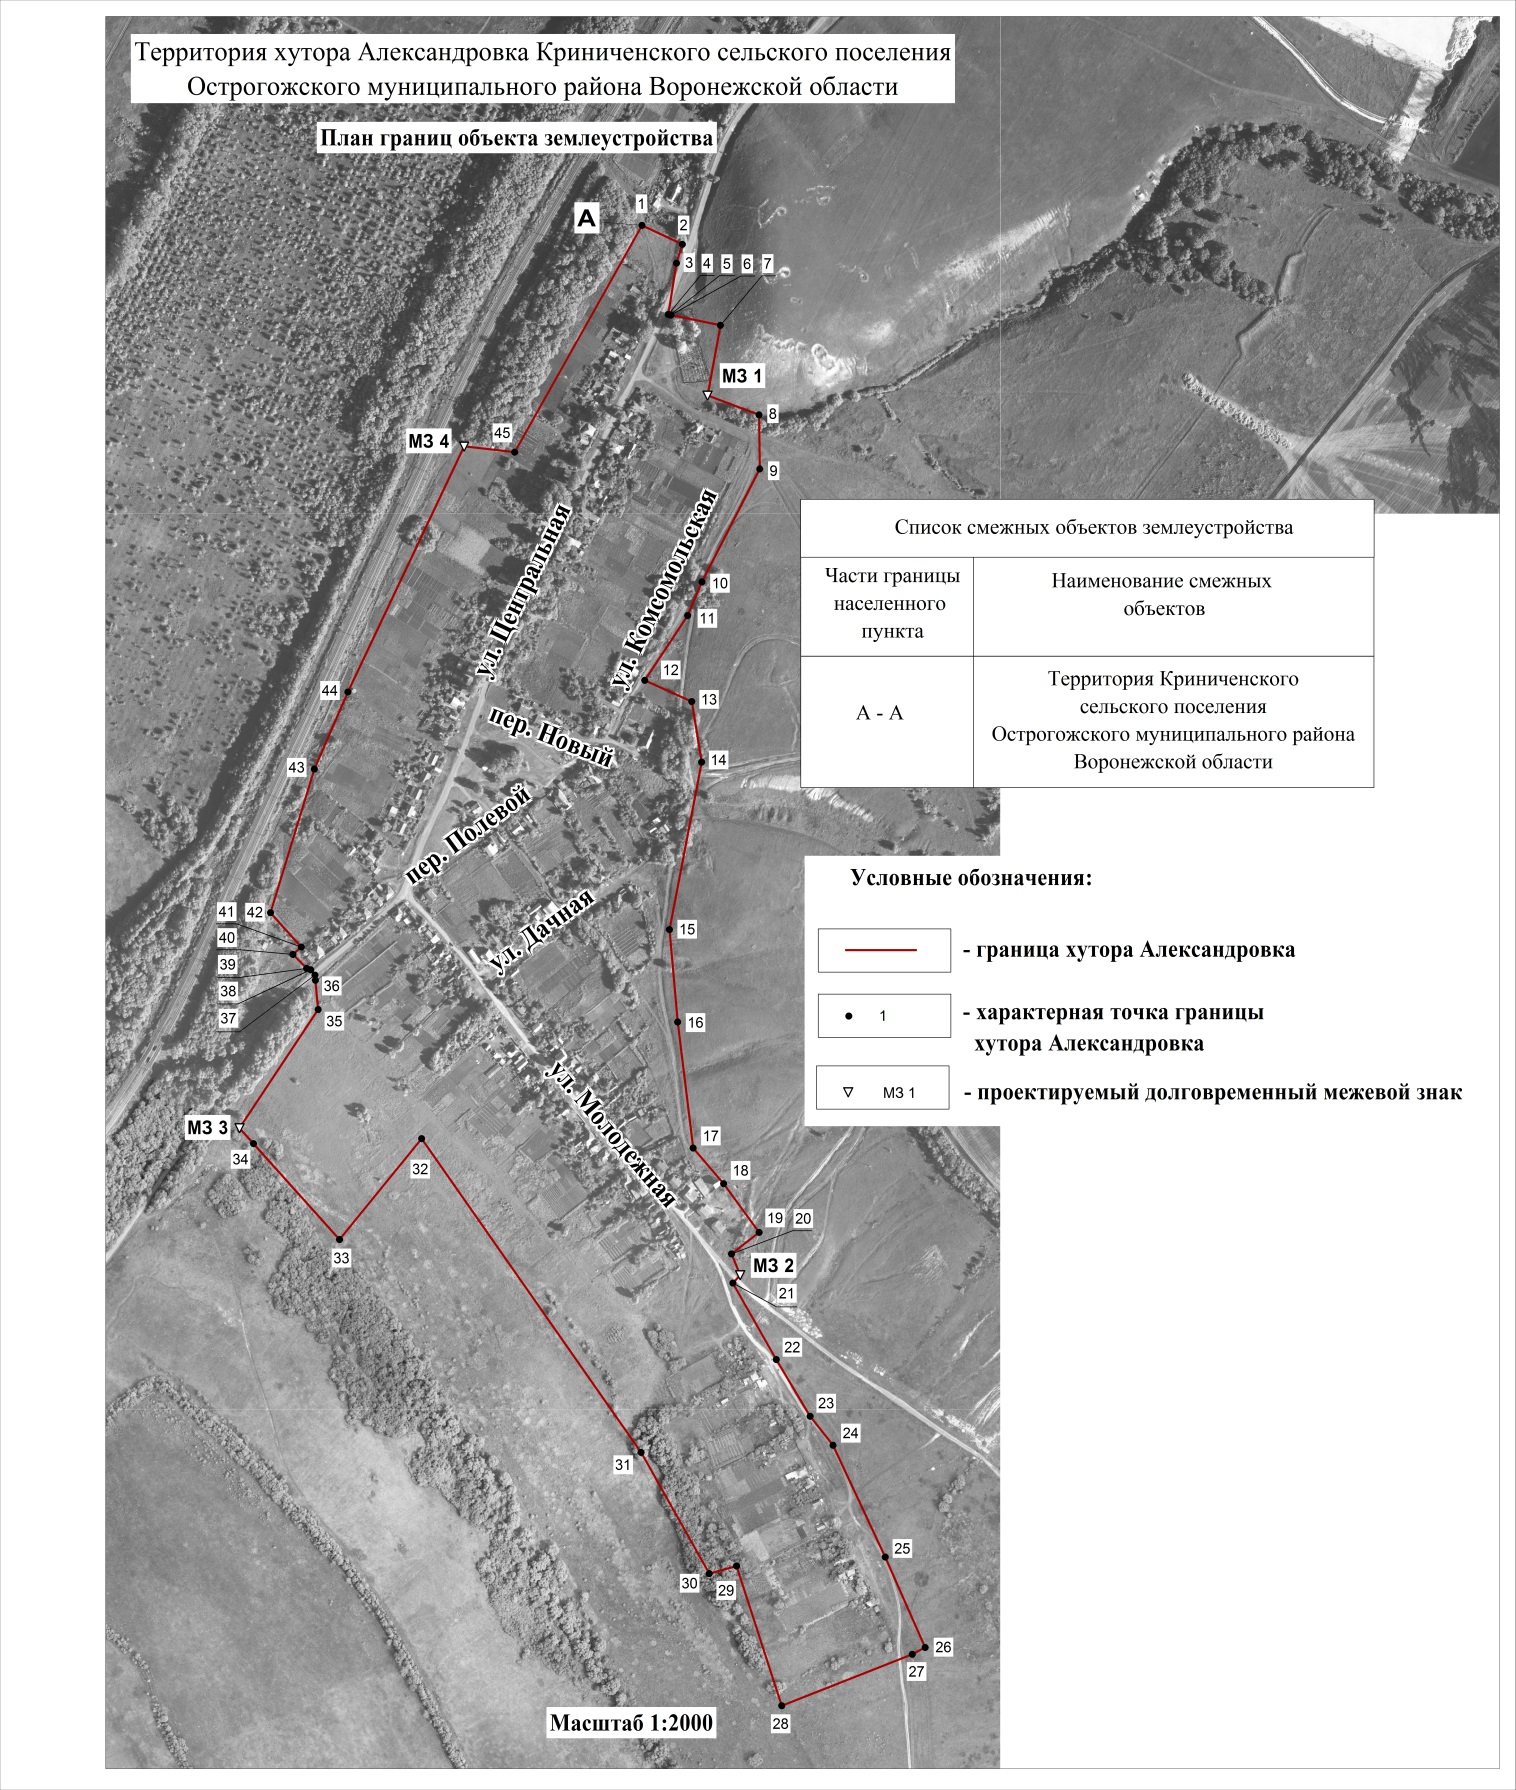 Территория хутора Александровка Криниченского сельского поселения
Острогожского муниципального района Воронежской области
План границ объекта землеустройства
А
1
2
3
4
5
6
7
МЗ 1
8
9
МЗ 4
45
10
11
12
13
14
44
43
ул. Центральная
ул. Комсомольская
пер. Новый
пер. Полевой
ул. Дачная
ул. Молодежная
Список смежных объектов землеустройства
Части границы
населенного
пункта
Наименование смежных
объектов
А - А
Территория Криниченского
сельского поселения
Острогожского муниципального района
Воронежской области
Условные обозначения:
- граница хутора Александровка
1
- характерная точка границы
хутора Александровка
МЗ 1
- проектируемый долговременный межевой знак
41
42
40
39
38
37
36
35
15
16
МЗ 3
34
32
33
17
18
19
20
МЗ 2
21
22
23
24
31
25
30
29
26
27
28
Масштаб 1:2000